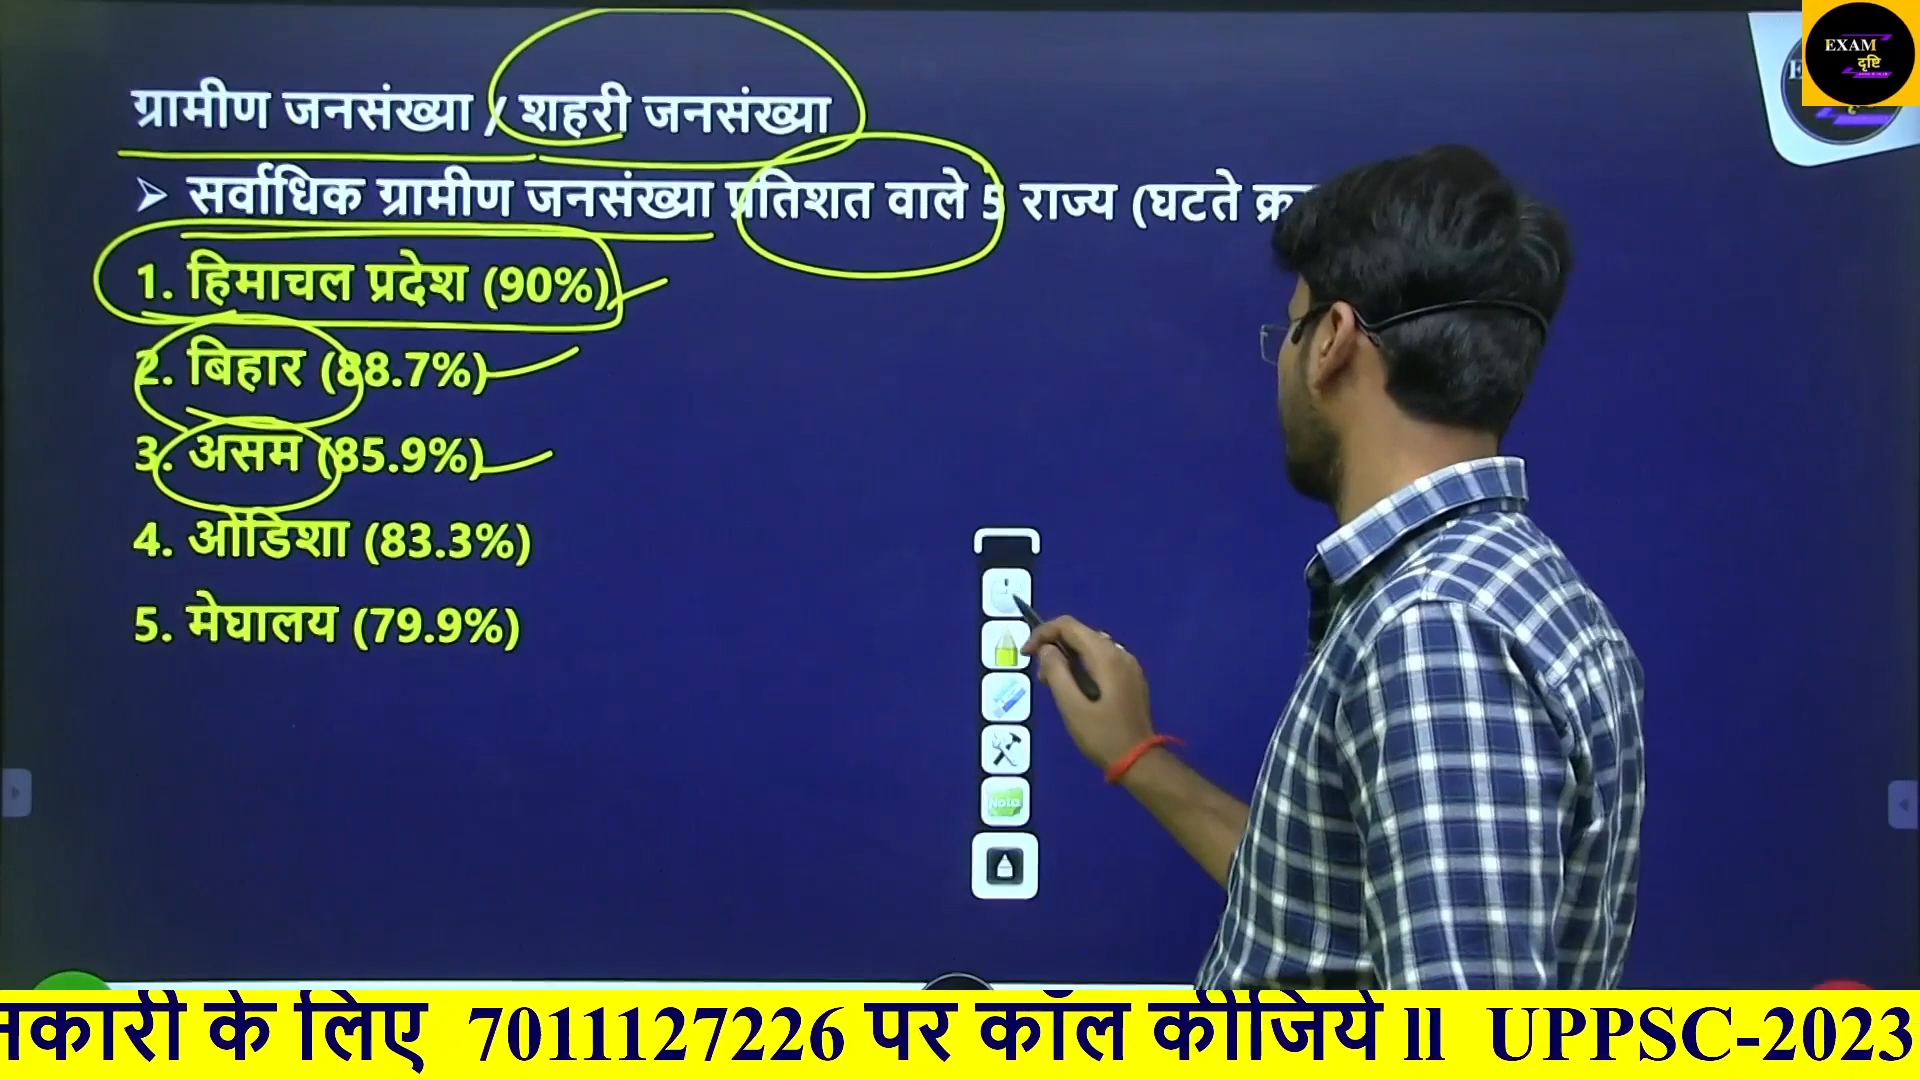 EXAM
दृष्टि
ग्रामीण जनसंख्या / शहरी जनसंख्या
➤ सर्वाधिक ग्रामीण जनसंख्या प्रतिशत वाले 5 राज्य (घटते
1. हिमाचल प्रदेश (90%)
2. बिहार (88.7%)
3. असम (85.9%)
4. ओडिशा (83.3%)
5. मेघालय (79.9%)
Note
के लिए 7011127226 पर कॉल कीजिये ll UPPSC-2023